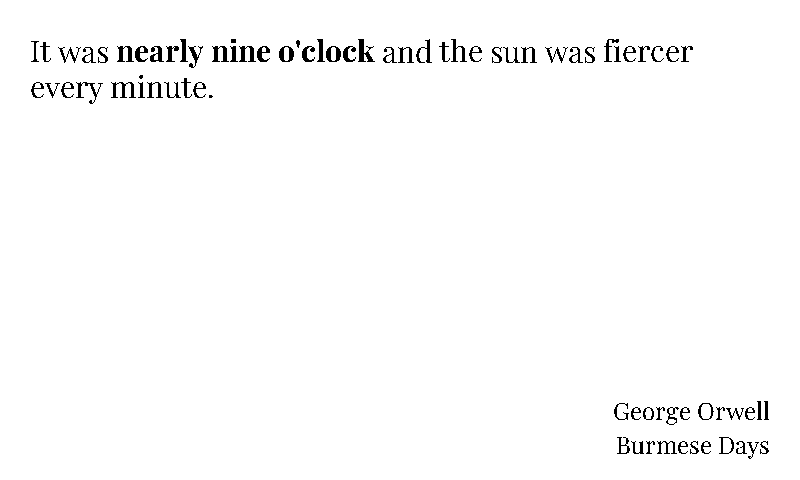 It was nearly nine o'clock and the sun was fiercer
every minute.
George Orwell
Burmese Days